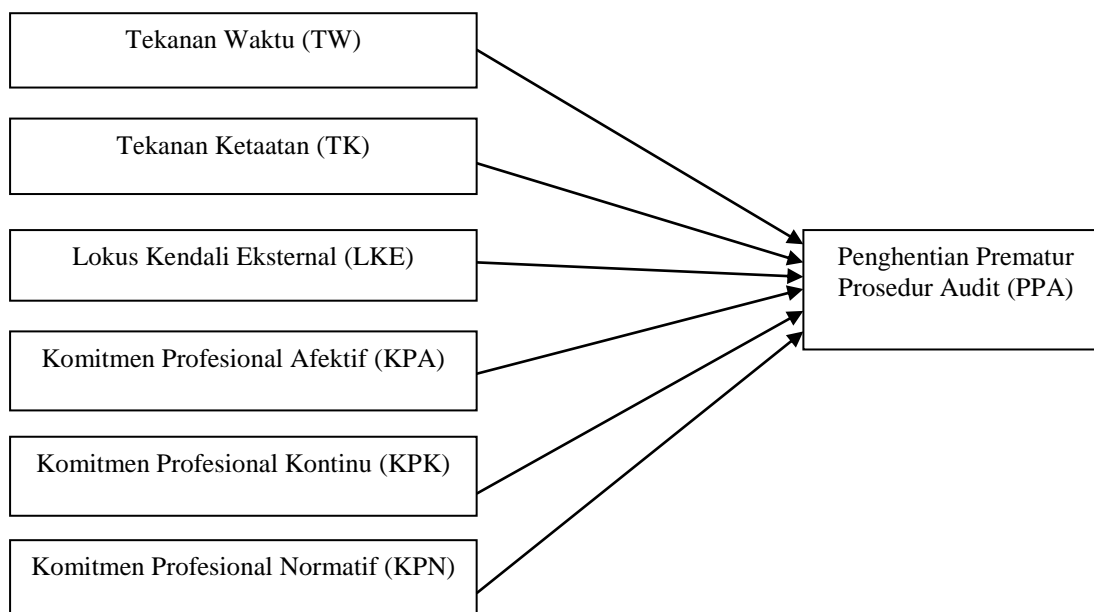 Tekanan Waktu (TW)
Tekanan Ketaatan (TK)
Lokus Kendali Eksternal (LKE)
Komitmen Profesional Afektif (KPA)
Komitmen Profesional Kontinu (KPK)
Komitmen Profesional Normatif (KPN)
Penghentian Prematur
Prosedur Audit (PPA)